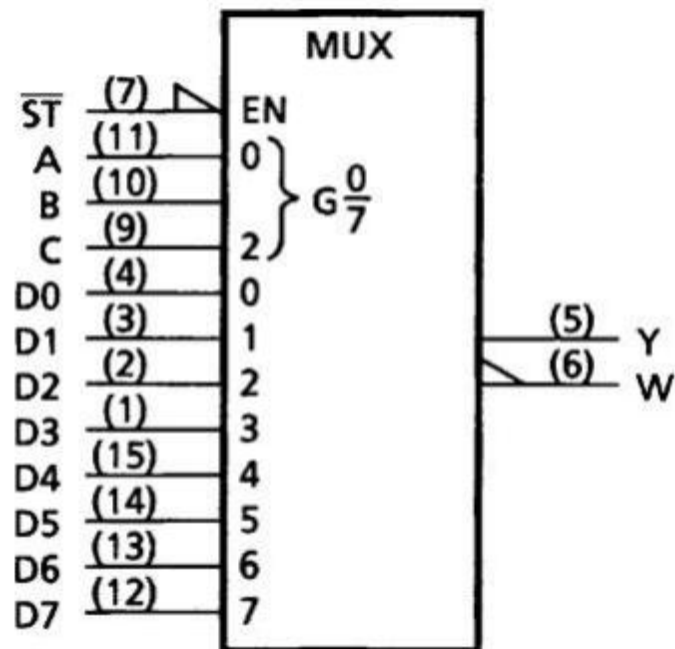 MUX
S̅T̅ (7) EN
A (11) 0
B (10) G 0/7
C (9) 2
D0 (4) 0
D1 (3) 1 (5) Y
D2 (2) 2 (6) W
D3 (1) 3
D4 (15) 4
D5 (14) 5
D6 (13) 6
D7 (12) 7